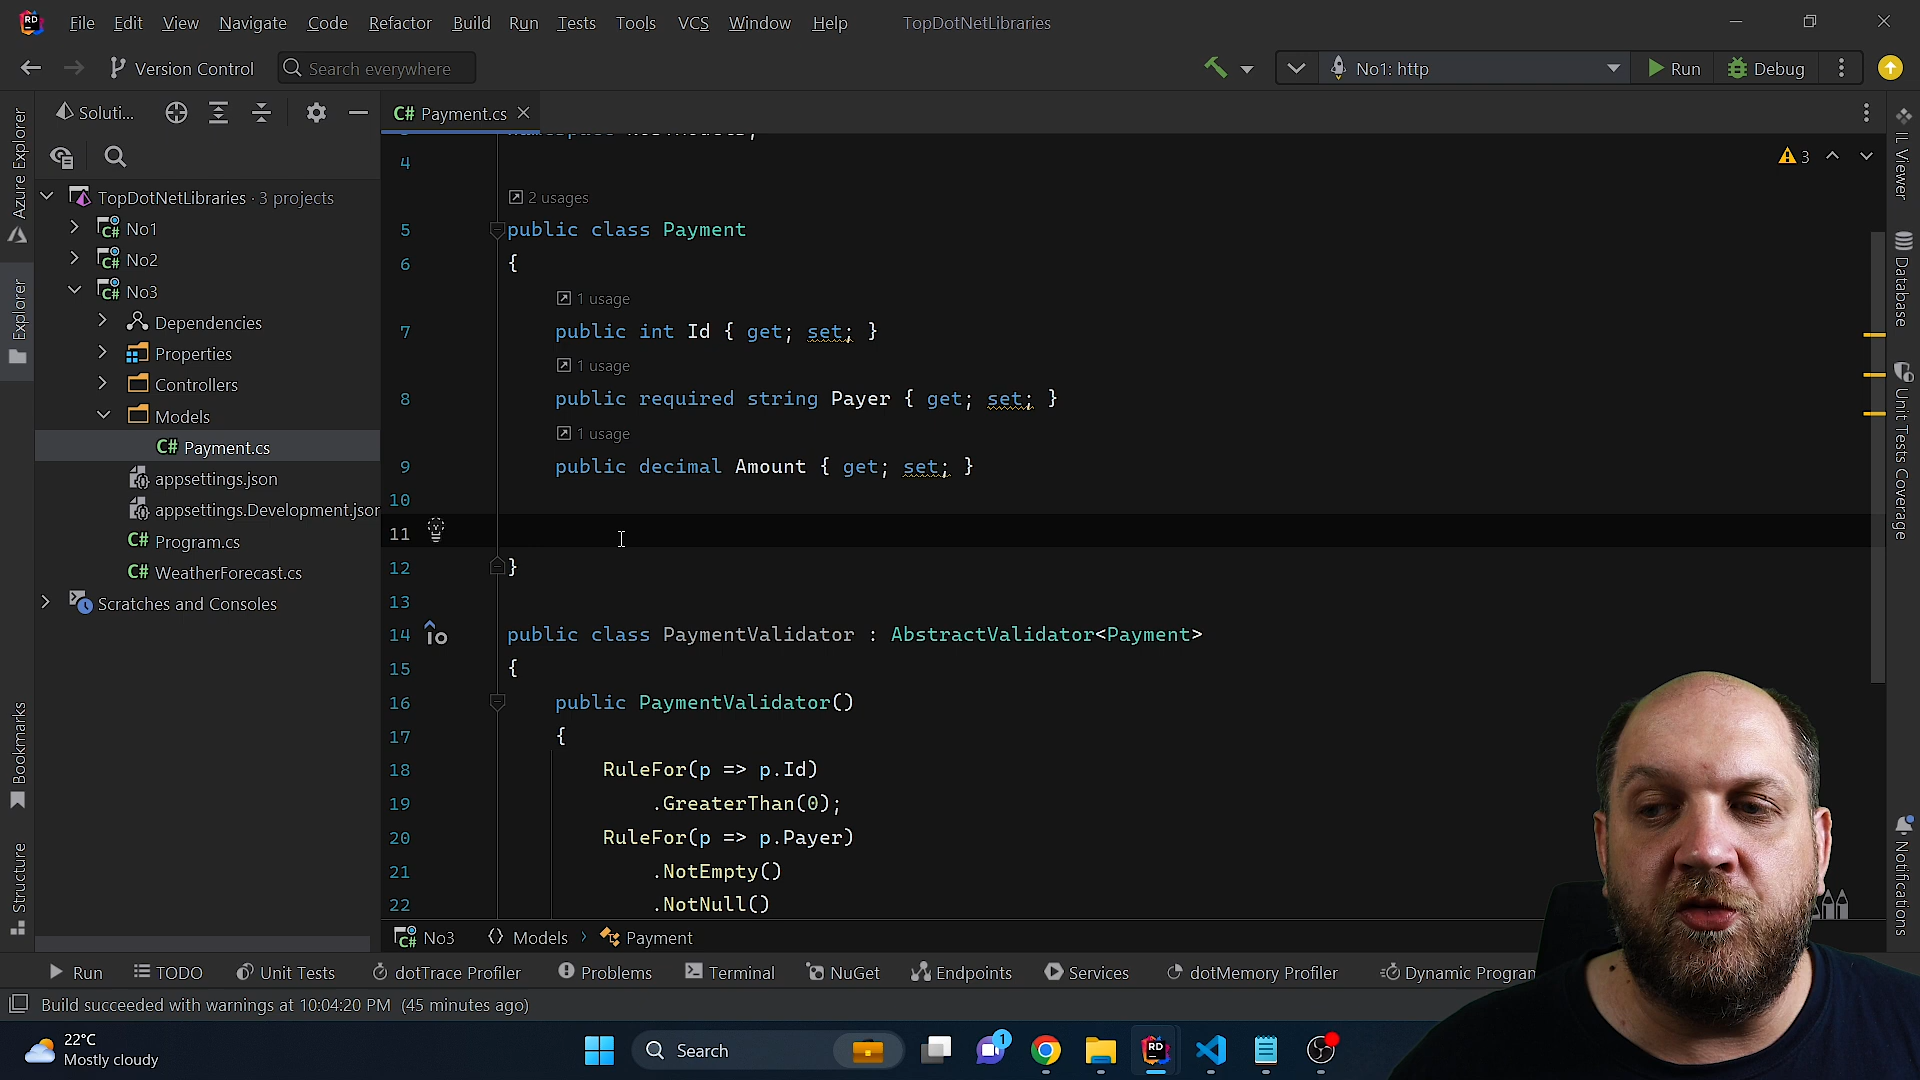 File Edit View Navigate Code Refactor Build Run Tests Tools VCS Window Help TopDotNetLibraries
Version Control Search everywhere No1: http Run Debug
Soluti...
C# Payment.cs
Azure Explorer
Explorer
Bookmarks
Structure
TopDotNetLibraries · 3 projects
C# No1
C# No2
C# No3
Dependencies
Properties
Controllers
Models
C# Payment.cs
appsettings.json
appsettings.Development.json
C# Program.cs
C# WeatherForecast.cs
Scratches and Consoles
3
4
2 usages
5 public class Payment
6 {
1 usage
7 public int Id { get; set; }
1 usage
8 public required string Payer { get; set; }
1 usage
9 public decimal Amount { get; set; }
10
11
12 }
13
14 public class PaymentValidator : AbstractValidator<Payment>
15 {
16 public PaymentValidator()
17 {
18 RuleFor(p => p.Id)
19 .GreaterThan(0);
20 RuleFor(p => p.Payer)
21 .NotEmpty()
22 .NotNull()
IL Viewer
Database
Unit Tests Coverage
Notifications
C# No3 Models Payment
Run TODO Unit Tests dotTrace Profiler Problems Terminal NuGet Endpoints Services dotMemory Profiler Dynamic Program
Build succeeded with warnings at 10:04:20 PM (45 minutes ago)
22°C
Mostly cloudy
Search
1
RD